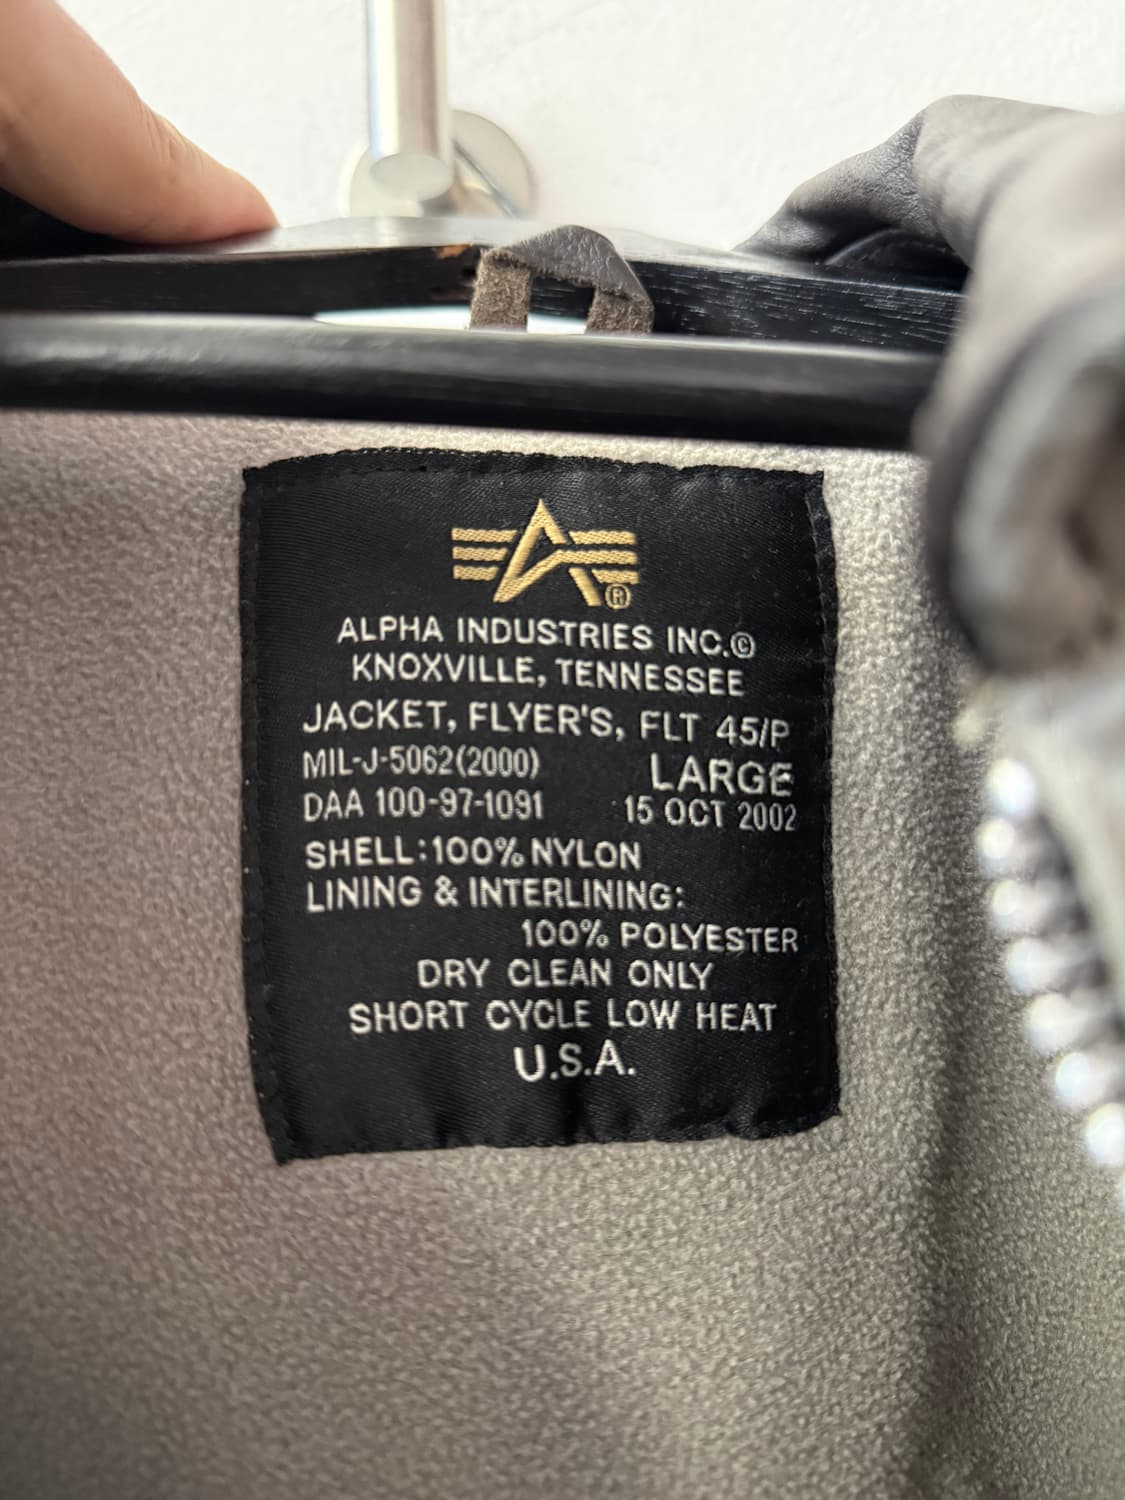 ALPHA INDUSTRIES INC.©
KNOXVILLE, TENNESSEE
JACKET, FLYER'S, FLT 45/P
MIL-J-5062(2000) LARGE
DAA 100-97-1091 15 OCT 2002
SHELL:100% NYLON
LINING & INTERLINING:
100% POLYESTER
DRY CLEAN ONLY
SHORT CYCLE LOW HEAT
U.S.A.